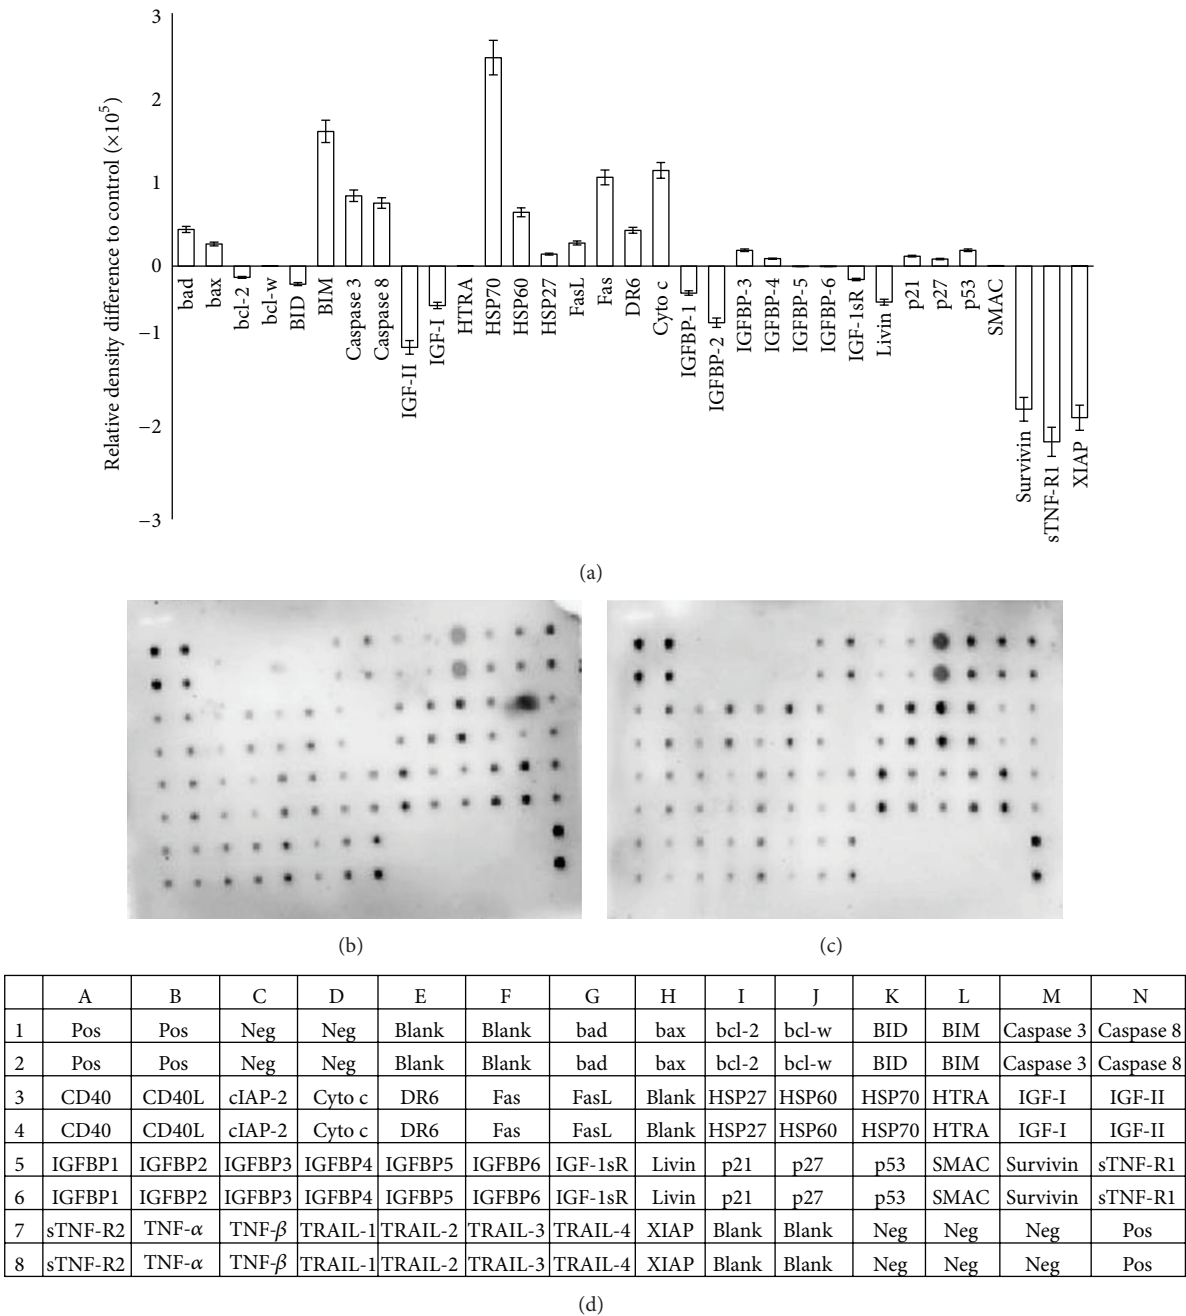 3
2
1
0
−1
−2
−3
Relative density difference to control (×10⁵)
bad
bax
bcl-2
bcl-w
BID
BIM
Caspase 3
Caspase 8
IGF-II
IGF-I
HTRA
HSP70
HSP60
HSP27
FasL
Fas
DR6
Cyto c
IGFBP-1
IGFBP-2
IGFBP-3
IGFBP-4
IGFBP-5
IGFBP-6
IGF-1sR
Livin
p21
p27
p53
SMAC
Survivin
sTNF-R1
XIAP
(a)
(b) (c)
A B C D E F G H I J K L M N
1 Pos Pos Neg Neg Blank Blank bad bax bcl-2 bcl-w BID BIM Caspase 3 Caspase 8
2 Pos Pos Neg Neg Blank Blank bad bax bcl-2 bcl-w BID BIM Caspase 3 Caspase 8
3 CD40 CD40L cIAP-2 Cyto c DR6 Fas FasL Blank HSP27 HSP60 HSP70 HTRA IGF-I IGF-II
4 CD40 CD40L cIAP-2 Cyto c DR6 Fas FasL Blank HSP27 HSP60 HSP70 HTRA IGF-I IGF-II
5 IGFBP1 IGFBP2 IGFBP3 IGFBP4 IGFBP5 IGFBP6 IGF-1sR Livin p21 p27 p53 SMAC Survivin sTNF-R1
6 IGFBP1 IGFBP2 IGFBP3 IGFBP4 IGFBP5 IGFBP6 IGF-1sR Livin p21 p27 p53 SMAC Survivin sTNF-R1
7 sTNF-R2 TNF-α TNF-β TRAIL-1 TRAIL-2 TRAIL-3 TRAIL-4 XIAP Blank Blank Neg Neg Neg Pos
8 sTNF-R2 TNF-α TNF-β TRAIL-1 TRAIL-2 TRAIL-3 TRAIL-4 XIAP Blank Blank Neg Neg Neg Pos
(d)